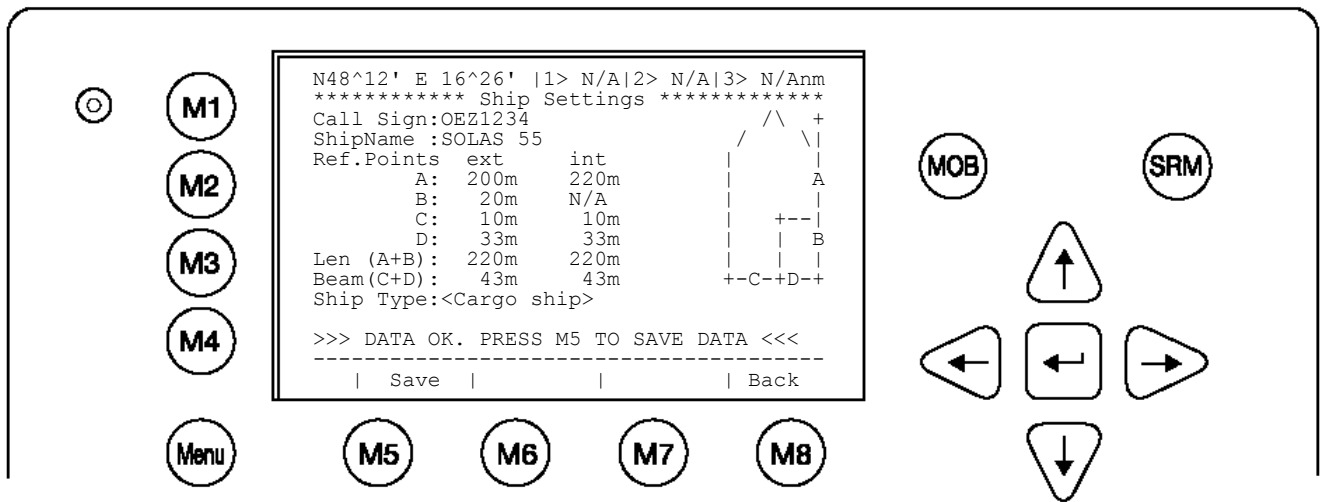 N48^12' E 16^26' |1> N/A|2> N/A|3> N/Anm
************ Ship Settings *************
Call Sign:OEZ1234 /\ +
ShipName :SOLAS 55 / \|
Ref.Points ext int | |
A: 200m 220m | A
B: 20m N/A | |
C: 10m 10m | +--|
D: 33m 33m | | B
Len (A+B): 220m 220m | | |
Beam(C+D): 43m 43m +-C-+D-+
Ship Type:<Cargo ship>
>>> DATA OK. PRESS M5 TO SAVE DATA <<<
----------------------------------------
| Save | | | Back
M1
M2
M3
M4
MOB
SRM
Menu
M5
M6
M7
M8